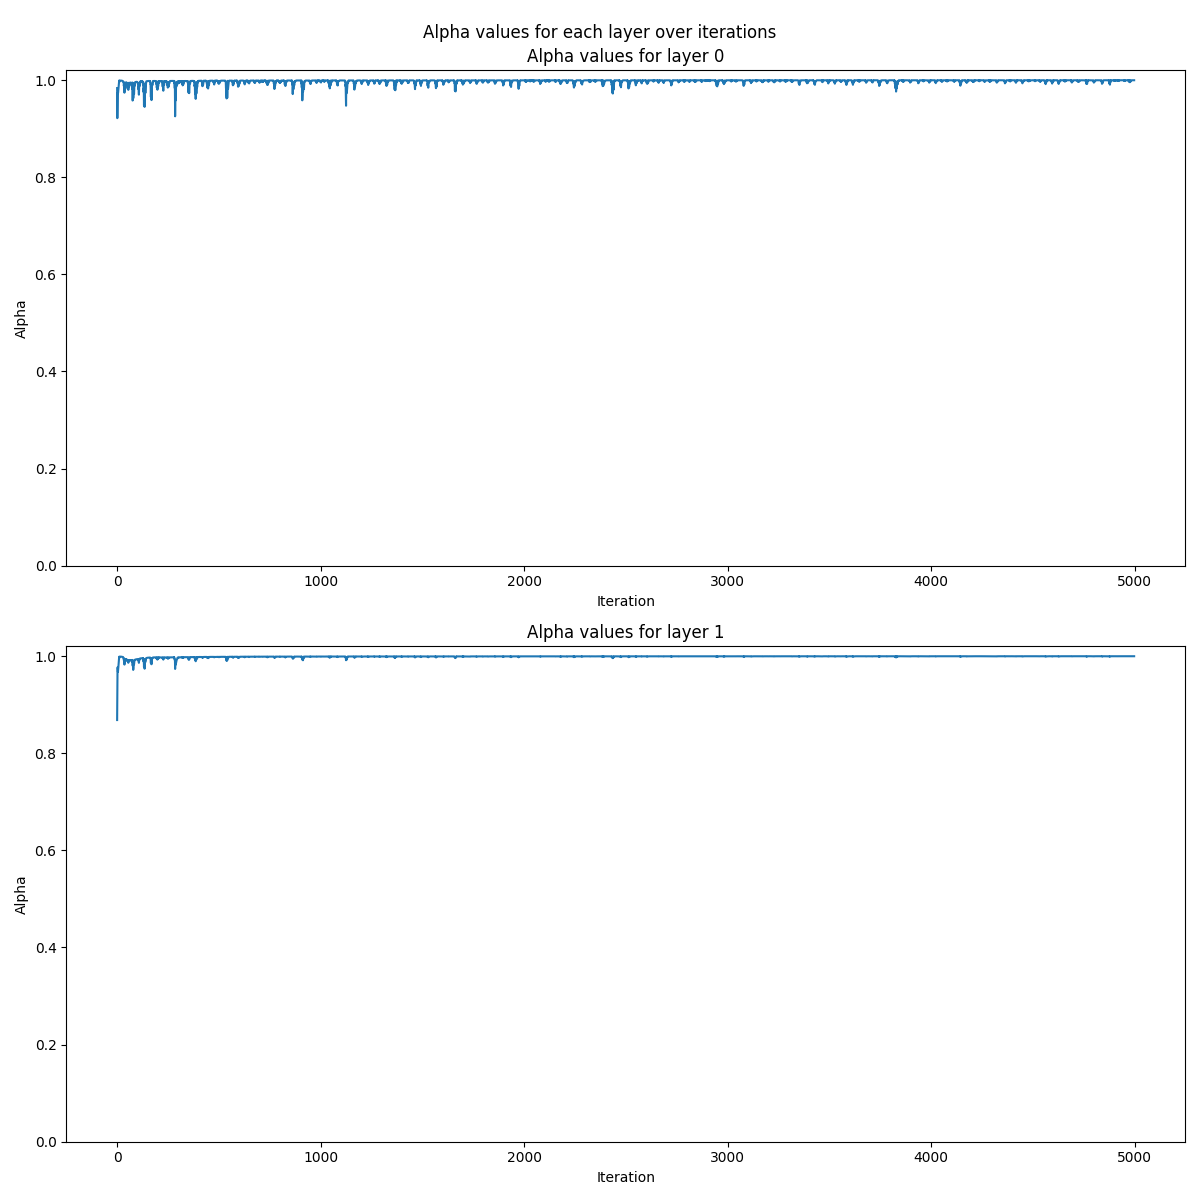 Alpha values for each layer over iterations
Alpha values for layer 0
1.0
0.8
0.6
0.4
0.2
0.0
Alpha
0 1000 2000 3000 4000 5000
Iteration
Alpha values for layer 1
1.0
0.8
0.6
0.4
0.2
0.0
Alpha
0 1000 2000 3000 4000 5000
Iteration